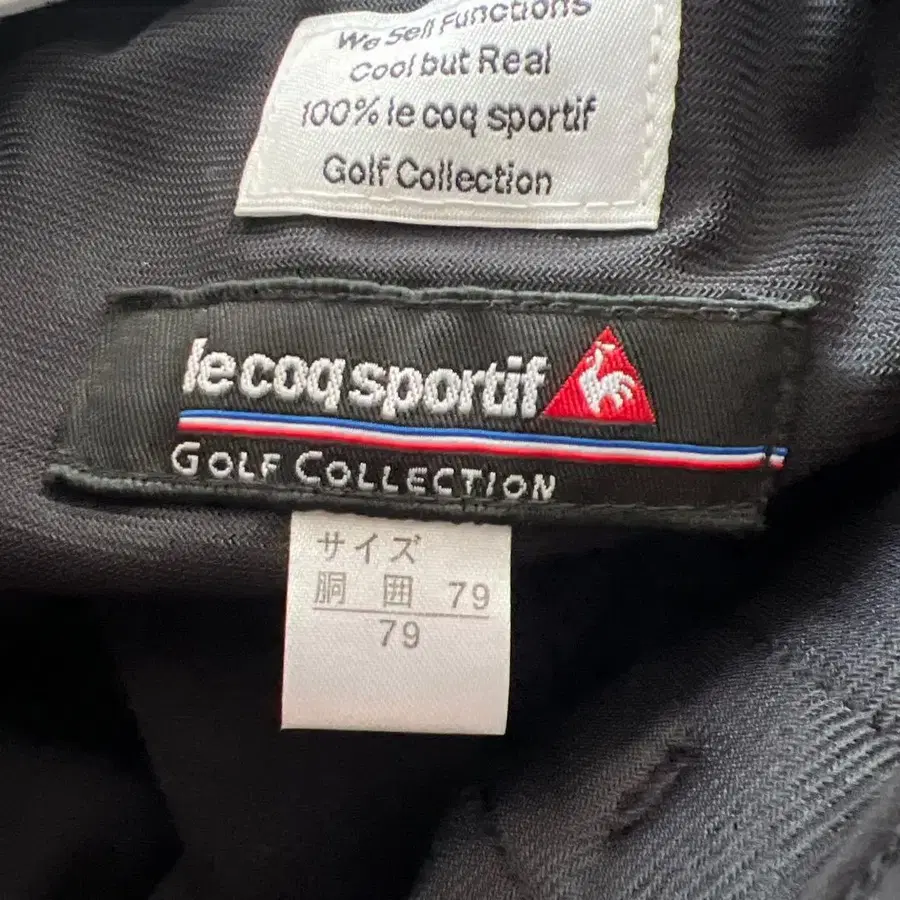 We Sell Functions
Cool but Real
100% le coq sportif
Golf Collection
le coq sportif
GOLF COLLECTION
サイズ
胴囲 79
79